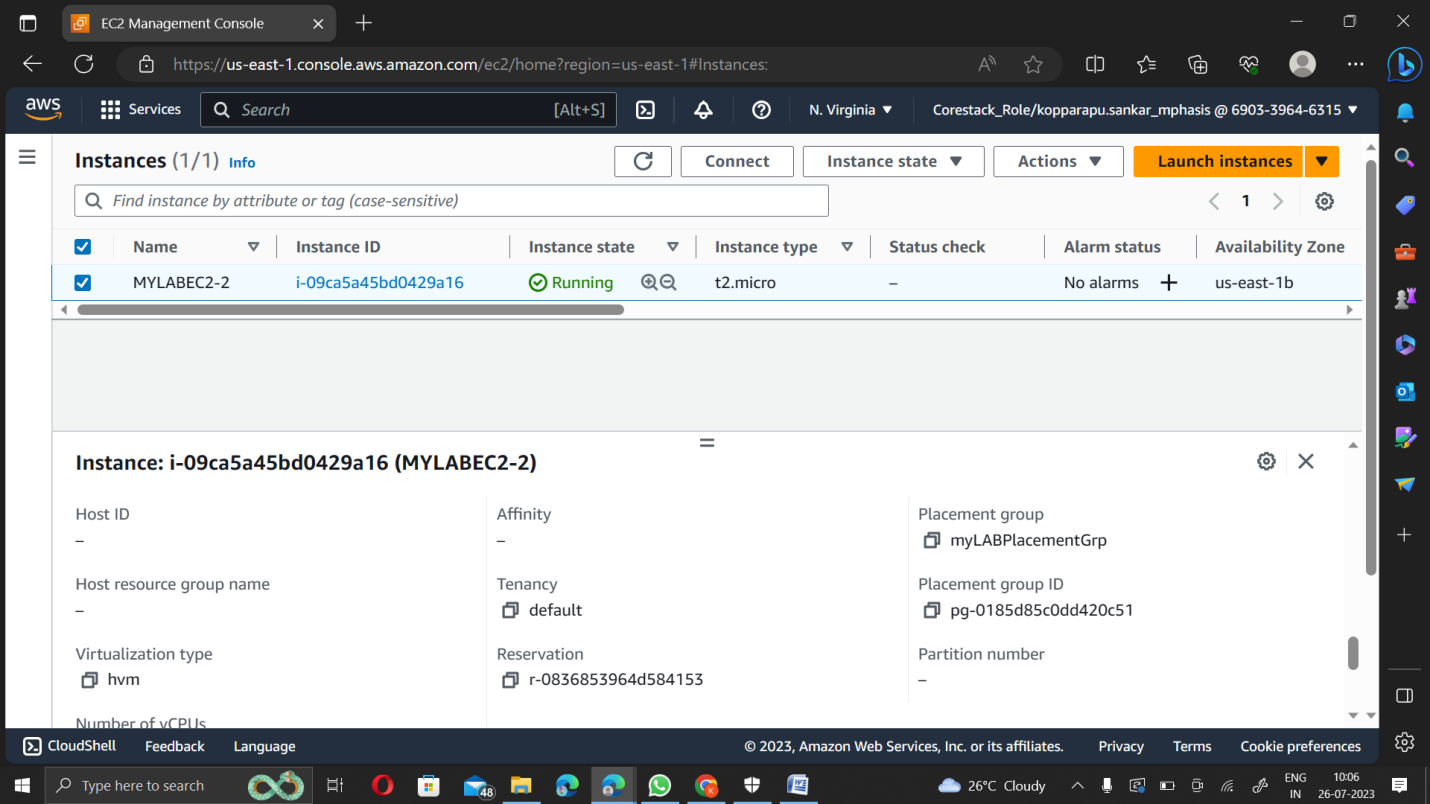 EC2 Management Console
https://us-east-1.console.aws.amazon.com/ec2/home?region=us-east-1#Instances:
aws Services Search [Alt+S] N. Virginia Corestack_Role/kopparapu.sankar_mphasis @ 6903-3964-6315
Instances (1/1) Info Connect Instance state Actions Launch instances
Find instance by attribute or tag (case-sensitive) 1
Name Instance ID Instance state Instance type Status check Alarm status Availability Zone
MYLABEC2-2 i-09ca5a45bd0429a16 Running t2.micro – No alarms + us-east-1b
Instance: i-09ca5a45bd0429a16 (MYLABEC2-2)
Host ID Affinity Placement group
– – myLABPlacementGrp
Host resource group name Tenancy Placement group ID
– default pg-0185d85c0dd420c51
Virtualization type Reservation Partition number
hvm r-0836853964d584153 –
Number of vCPUs
CloudShell Feedback Language © 2023, Amazon Web Services, Inc. or its affiliates. Privacy Terms Cookie preferences
Type here to search 48 26°C Cloudy ENG 10:06
IN 26-07-2023